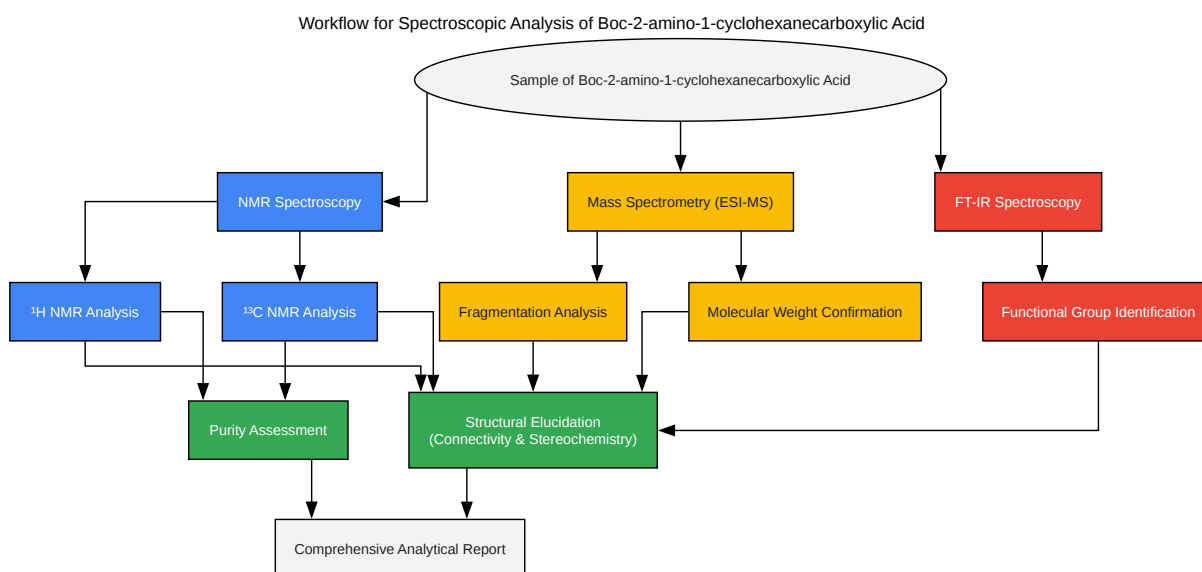 Workflow for Spectroscopic Analysis of Boc-2-amino-1-cyclohexanecarboxylic Acid
Sample of Boc-2-amino-1-cyclohexanecarboxylic Acid
NMR Spectroscopy
Mass Spectrometry (ESI-MS)
FT-IR Spectroscopy
¹H NMR Analysis
¹³C NMR Analysis
Fragmentation Analysis
Molecular Weight Confirmation
Functional Group Identification
Purity Assessment
Structural Elucidation
(Connectivity & Stereochemistry)
Comprehensive Analytical Report